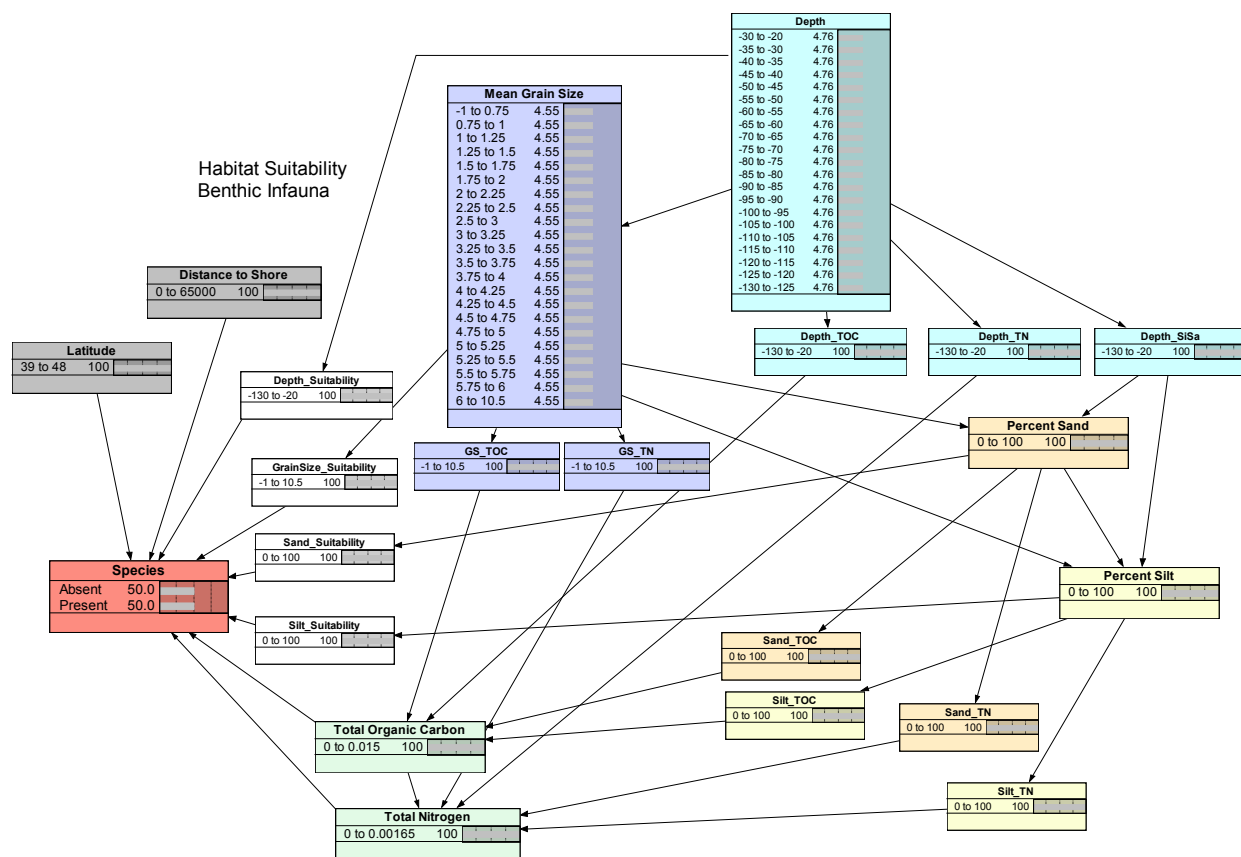 Depth
-30 to -20 4.76
-35 to -30 4.76
-40 to -35 4.76
-45 to -40 4.76
-50 to -45 4.76
-55 to -50 4.76
-60 to -55 4.76
-65 to -60 4.76
-70 to -65 4.76
-75 to -70 4.76
-80 to -75 4.76
-85 to -80 4.76
-90 to -85 4.76
-95 to -90 4.76
-100 to -95 4.76
-105 to -100 4.76
-110 to -105 4.76
-115 to -110 4.76
-120 to -115 4.76
-125 to -120 4.76
-130 to -125 4.76
Mean Grain Size
-1 to 0.75 4.55
0.75 to 1 4.55
1 to 1.25 4.55
1.25 to 1.5 4.55
1.5 to 1.75 4.55
1.75 to 2 4.55
2 to 2.25 4.55
2.25 to 2.5 4.55
2.5 to 3 4.55
3 to 3.25 4.55
3.25 to 3.5 4.55
3.5 to 3.75 4.55
3.75 to 4 4.55
4 to 4.25 4.55
4.25 to 4.5 4.55
4.5 to 4.75 4.55
4.75 to 5 4.55
5 to 5.25 4.55
5.25 to 5.5 4.55
5.5 to 5.75 4.55
5.75 to 6 4.55
6 to 10.5 4.55
Habitat Suitability
Benthic Infauna
Distance to Shore
0 to 65000 100
Latitude
39 to 48 100
Depth_TOC
-130 to -20 100
Depth_TN
-130 to -20 100
Depth_SiSa
-130 to -20 100
Depth_Suitability
-130 to -20 100
Percent Sand
0 to 100 100
GS_TOC
-1 to 10.5 100
GS_TN
-1 to 10.5 100
GrainSize_Suitability
-1 to 10.5 100
Sand_Suitability
0 to 100 100
Species
Absent 50.0
Present 50.0
Percent Silt
0 to 100 100
Silt_Suitability
0 to 100 100
Sand_TOC
0 to 100 100
Silt_TOC
0 to 100 100
Sand_TN
0 to 100 100
Total Organic Carbon
0 to 0.015 100
Silt_TN
0 to 100 100
Total Nitrogen
0 to 0.00165 100